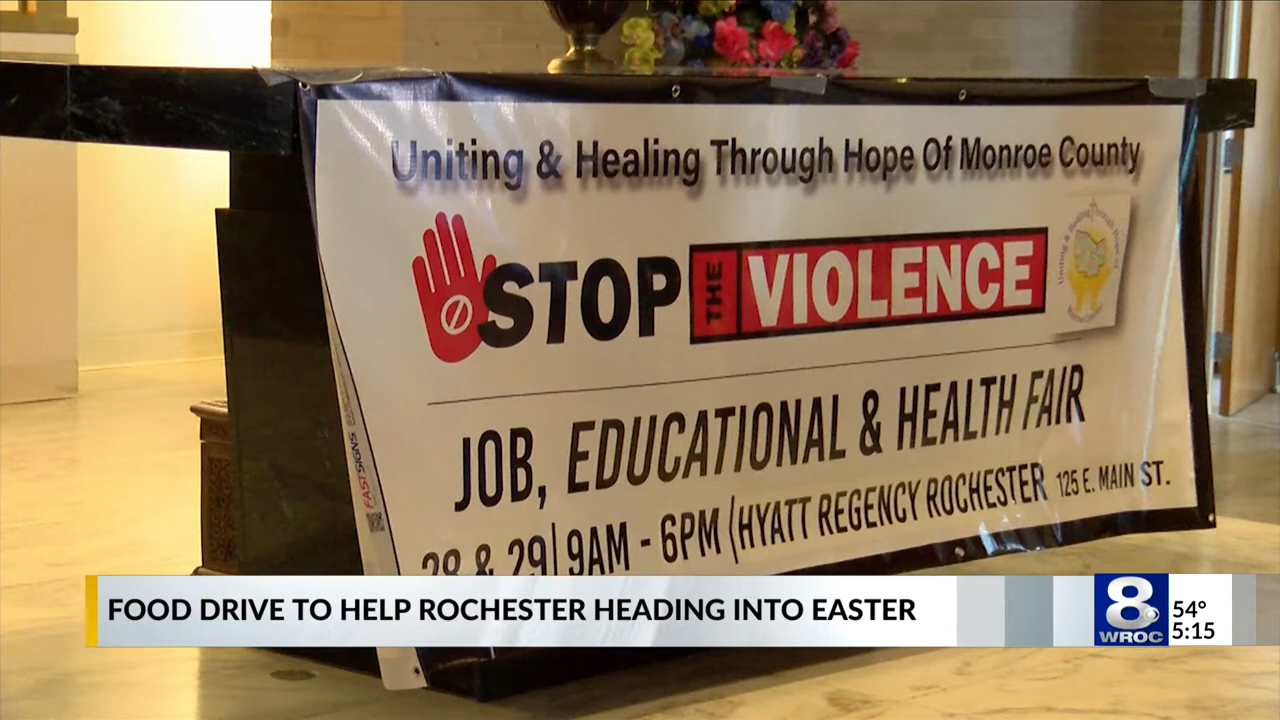 Uniting & Healing Through Hope Of Monroe County
STOP THE VIOLENCE
JOB, EDUCATIONAL & HEALTH FAIR
28 & 29 | 9AM - 6PM | HYATT REGENCY ROCHESTER 125 E. MAIN ST.
FASTSIGNS
FOOD DRIVE TO HELP ROCHESTER HEADING INTO EASTER
8
WROC
54°
5:15